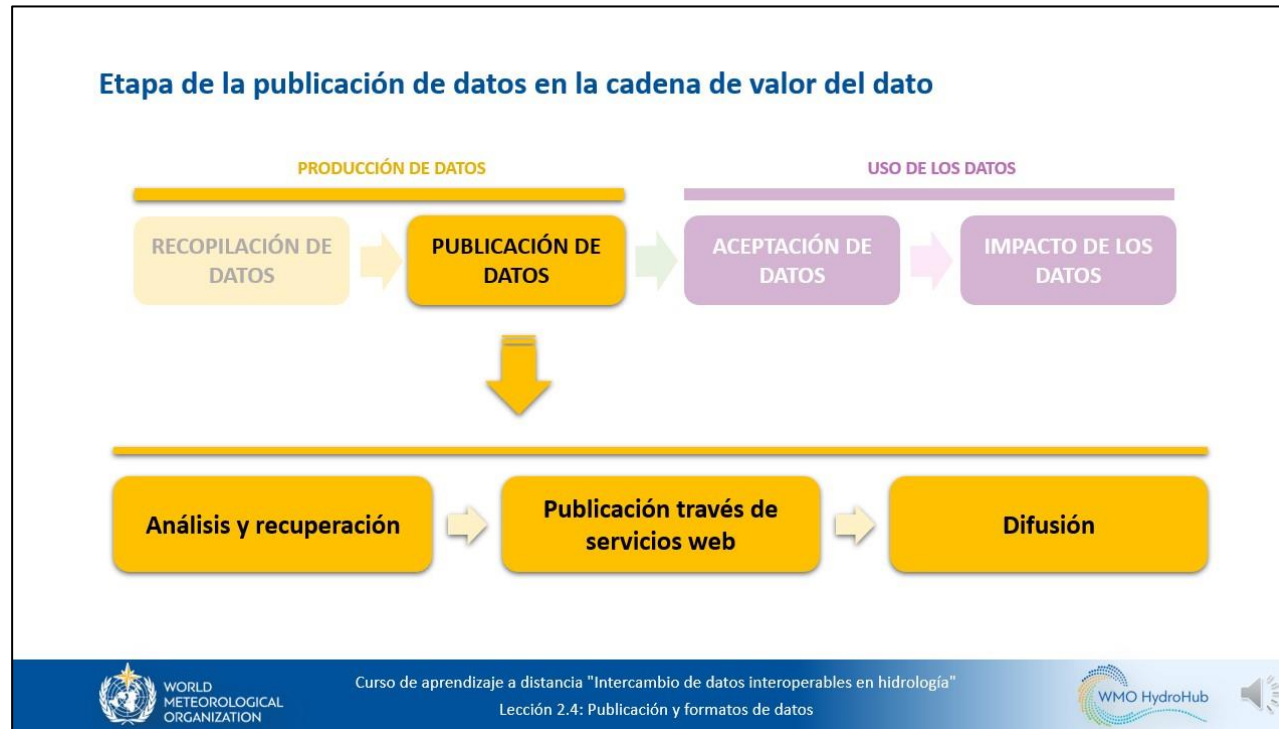 Etapa de la publicación de datos en la cadena de valor del dato
PRODUCCIÓN DE DATOS
USO DE LOS DATOS
RECOPILACIÓN DE
DATOS
PUBLICACIÓN DE
DATOS
ACEPTACIÓN DE
DATOS
IMPACTO DE LOS
DATOS
Análisis y recuperación
Publicación través de
servicios web
Difusión
WORLD
METEOROLOGICAL
ORGANIZATION
Curso de aprendizaje a distancia "Intercambio de datos interoperables en hidrología"
Lección 2.4: Publicación y formatos de datos
WMO HydroHub